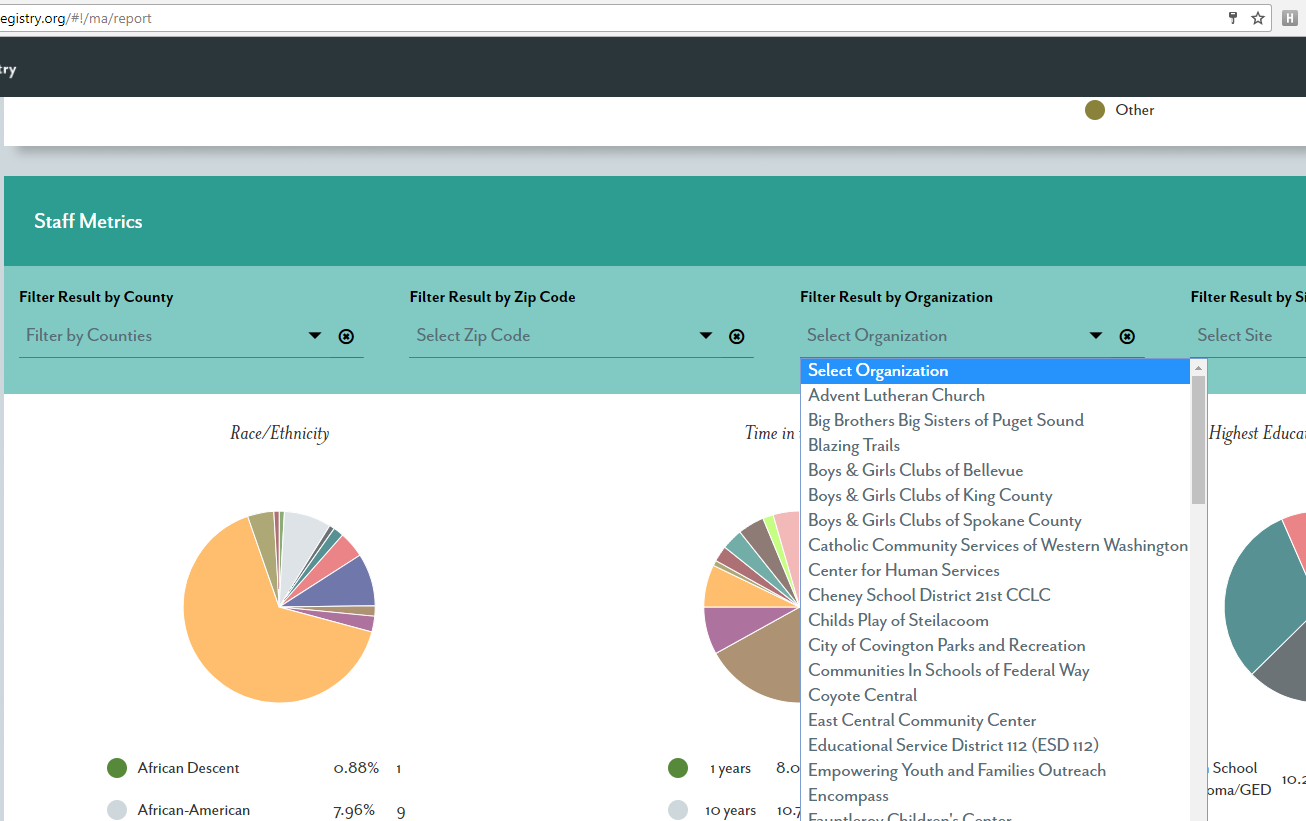 egistry.org/#!/ma/report
H
try
Other
Staff Metrics
Filter Result by County
Filter by Counties
Filter Result by Zip Code
Select Zip Code
Filter Result by Organization
Select Organization
Filter Result by Si
Select Site
Select Organization
Advent Lutheran Church
Big Brothers Big Sisters of Puget Sound
Blazing Trails
Boys & Girls Clubs of Bellevue
Boys & Girls Clubs of King County
Boys & Girls Clubs of Spokane County
Catholic Community Services of Western Washington
Center for Human Services
Cheney School District 21st CCLC
Childs Play of Steilacoom
City of Covington Parks and Recreation
Communities In Schools of Federal Way
Coyote Central
East Central Community Center
Educational Service District 112 (ESD 112)
Empowering Youth and Families Outreach
Encompass
Fauntleroy Children's Center
Race/Ethnicity
African Descent 0.88% 1
African-American 7.96% 9
Time in
1 years 8.0
10 years 10.7
Highest Educat
School
oma/GED 10.2